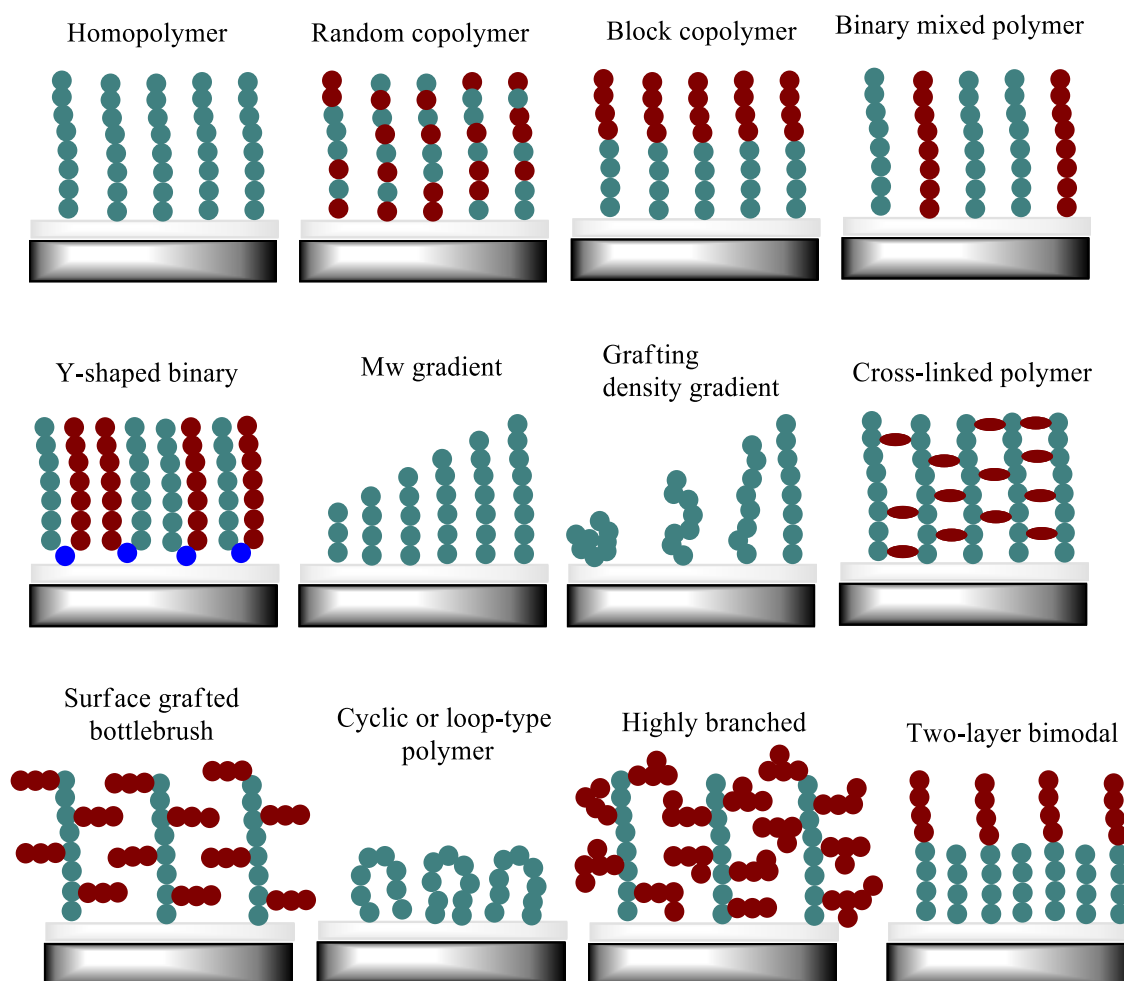 Homopolymer
Random copolymer
Block copolymer
Binary mixed polymer
Y-shaped binary
Mw gradient
Grafting
density gradient
Cross-linked polymer
Surface grafted
bottlebrush
Cyclic or loop-type
polymer
Highly branched
Two-layer bimodal